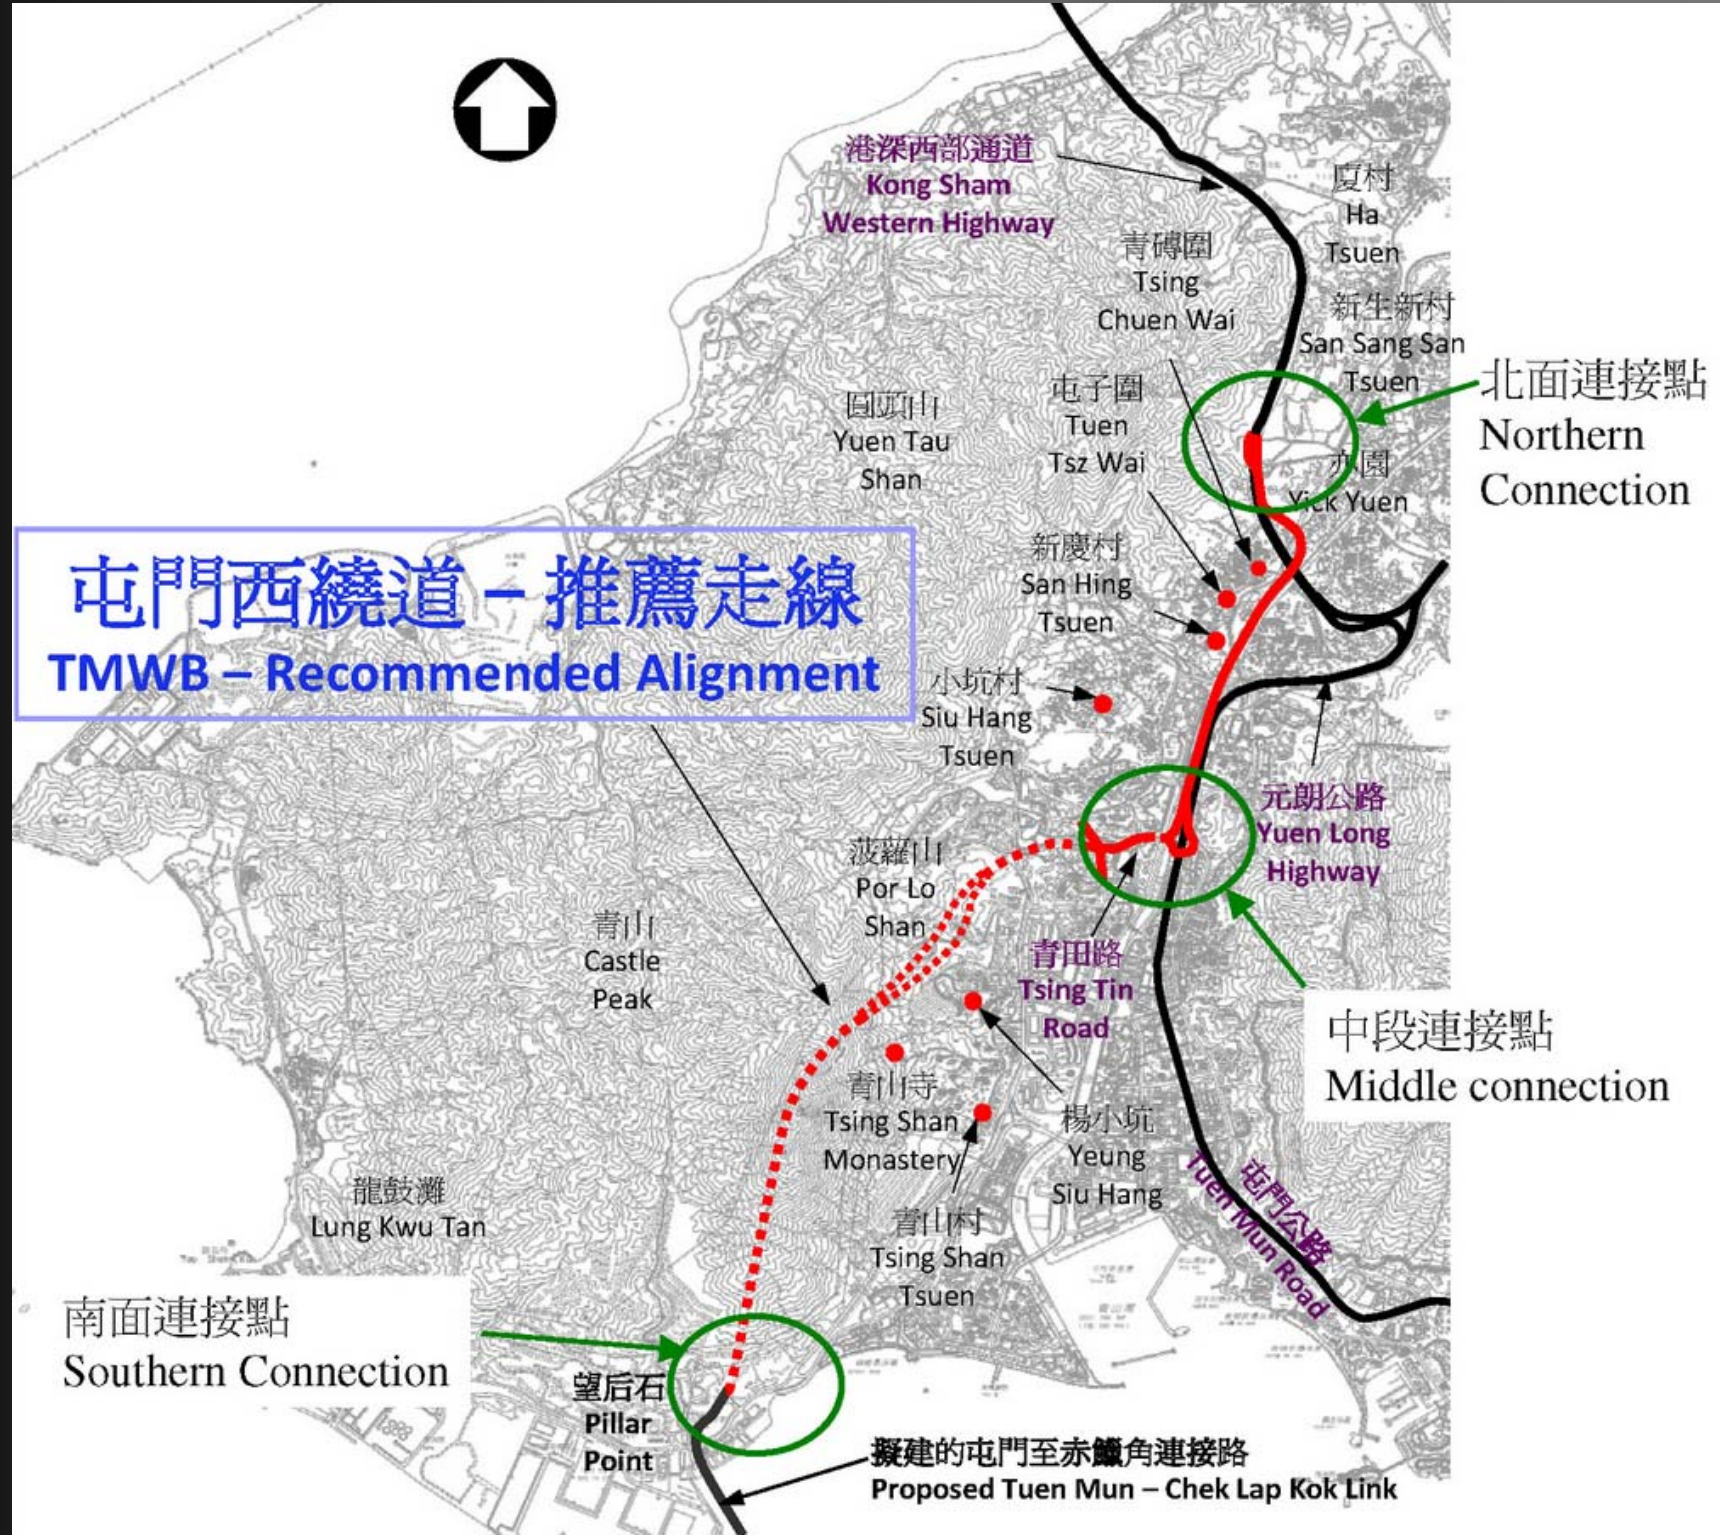 港深西部通道
Kong Sham
Western Highway
廈村
Ha
Tsuen
青磚圍
Tsing
Chuen Wai
新生新村
San Sang San
Tsuen
北面連接點
Northern
Connection
屯子圍
Tuen
Tsz Wai
圓頭山
Yuen Tau
Shan
亦園
Yick Yuen
新慶村
San Hing
Tsuen
屯門西繞道 – 推薦走線
TMWB – Recommended Alignment
小坑村
Siu Hang
Tsuen
元朗公路
Yuen Long
Highway
菠蘿山
Por Lo
Shan
青山
Castle
Peak
青田路
Tsing Tin
Road
中段連接點
Middle connection
青山寺
Tsing Shan
Monastery
楊小坑
Yeung
Siu Hang
屯門公路
Tuen Mun Road
龍鼓灘
Lung Kwu Tan
青山村
Tsing Shan
Tsuen
南面連接點
Southern Connection
望后石
Pillar
Point
擬建的屯門至赤鱲角連接路
Proposed Tuen Mun – Chek Lap Kok Link